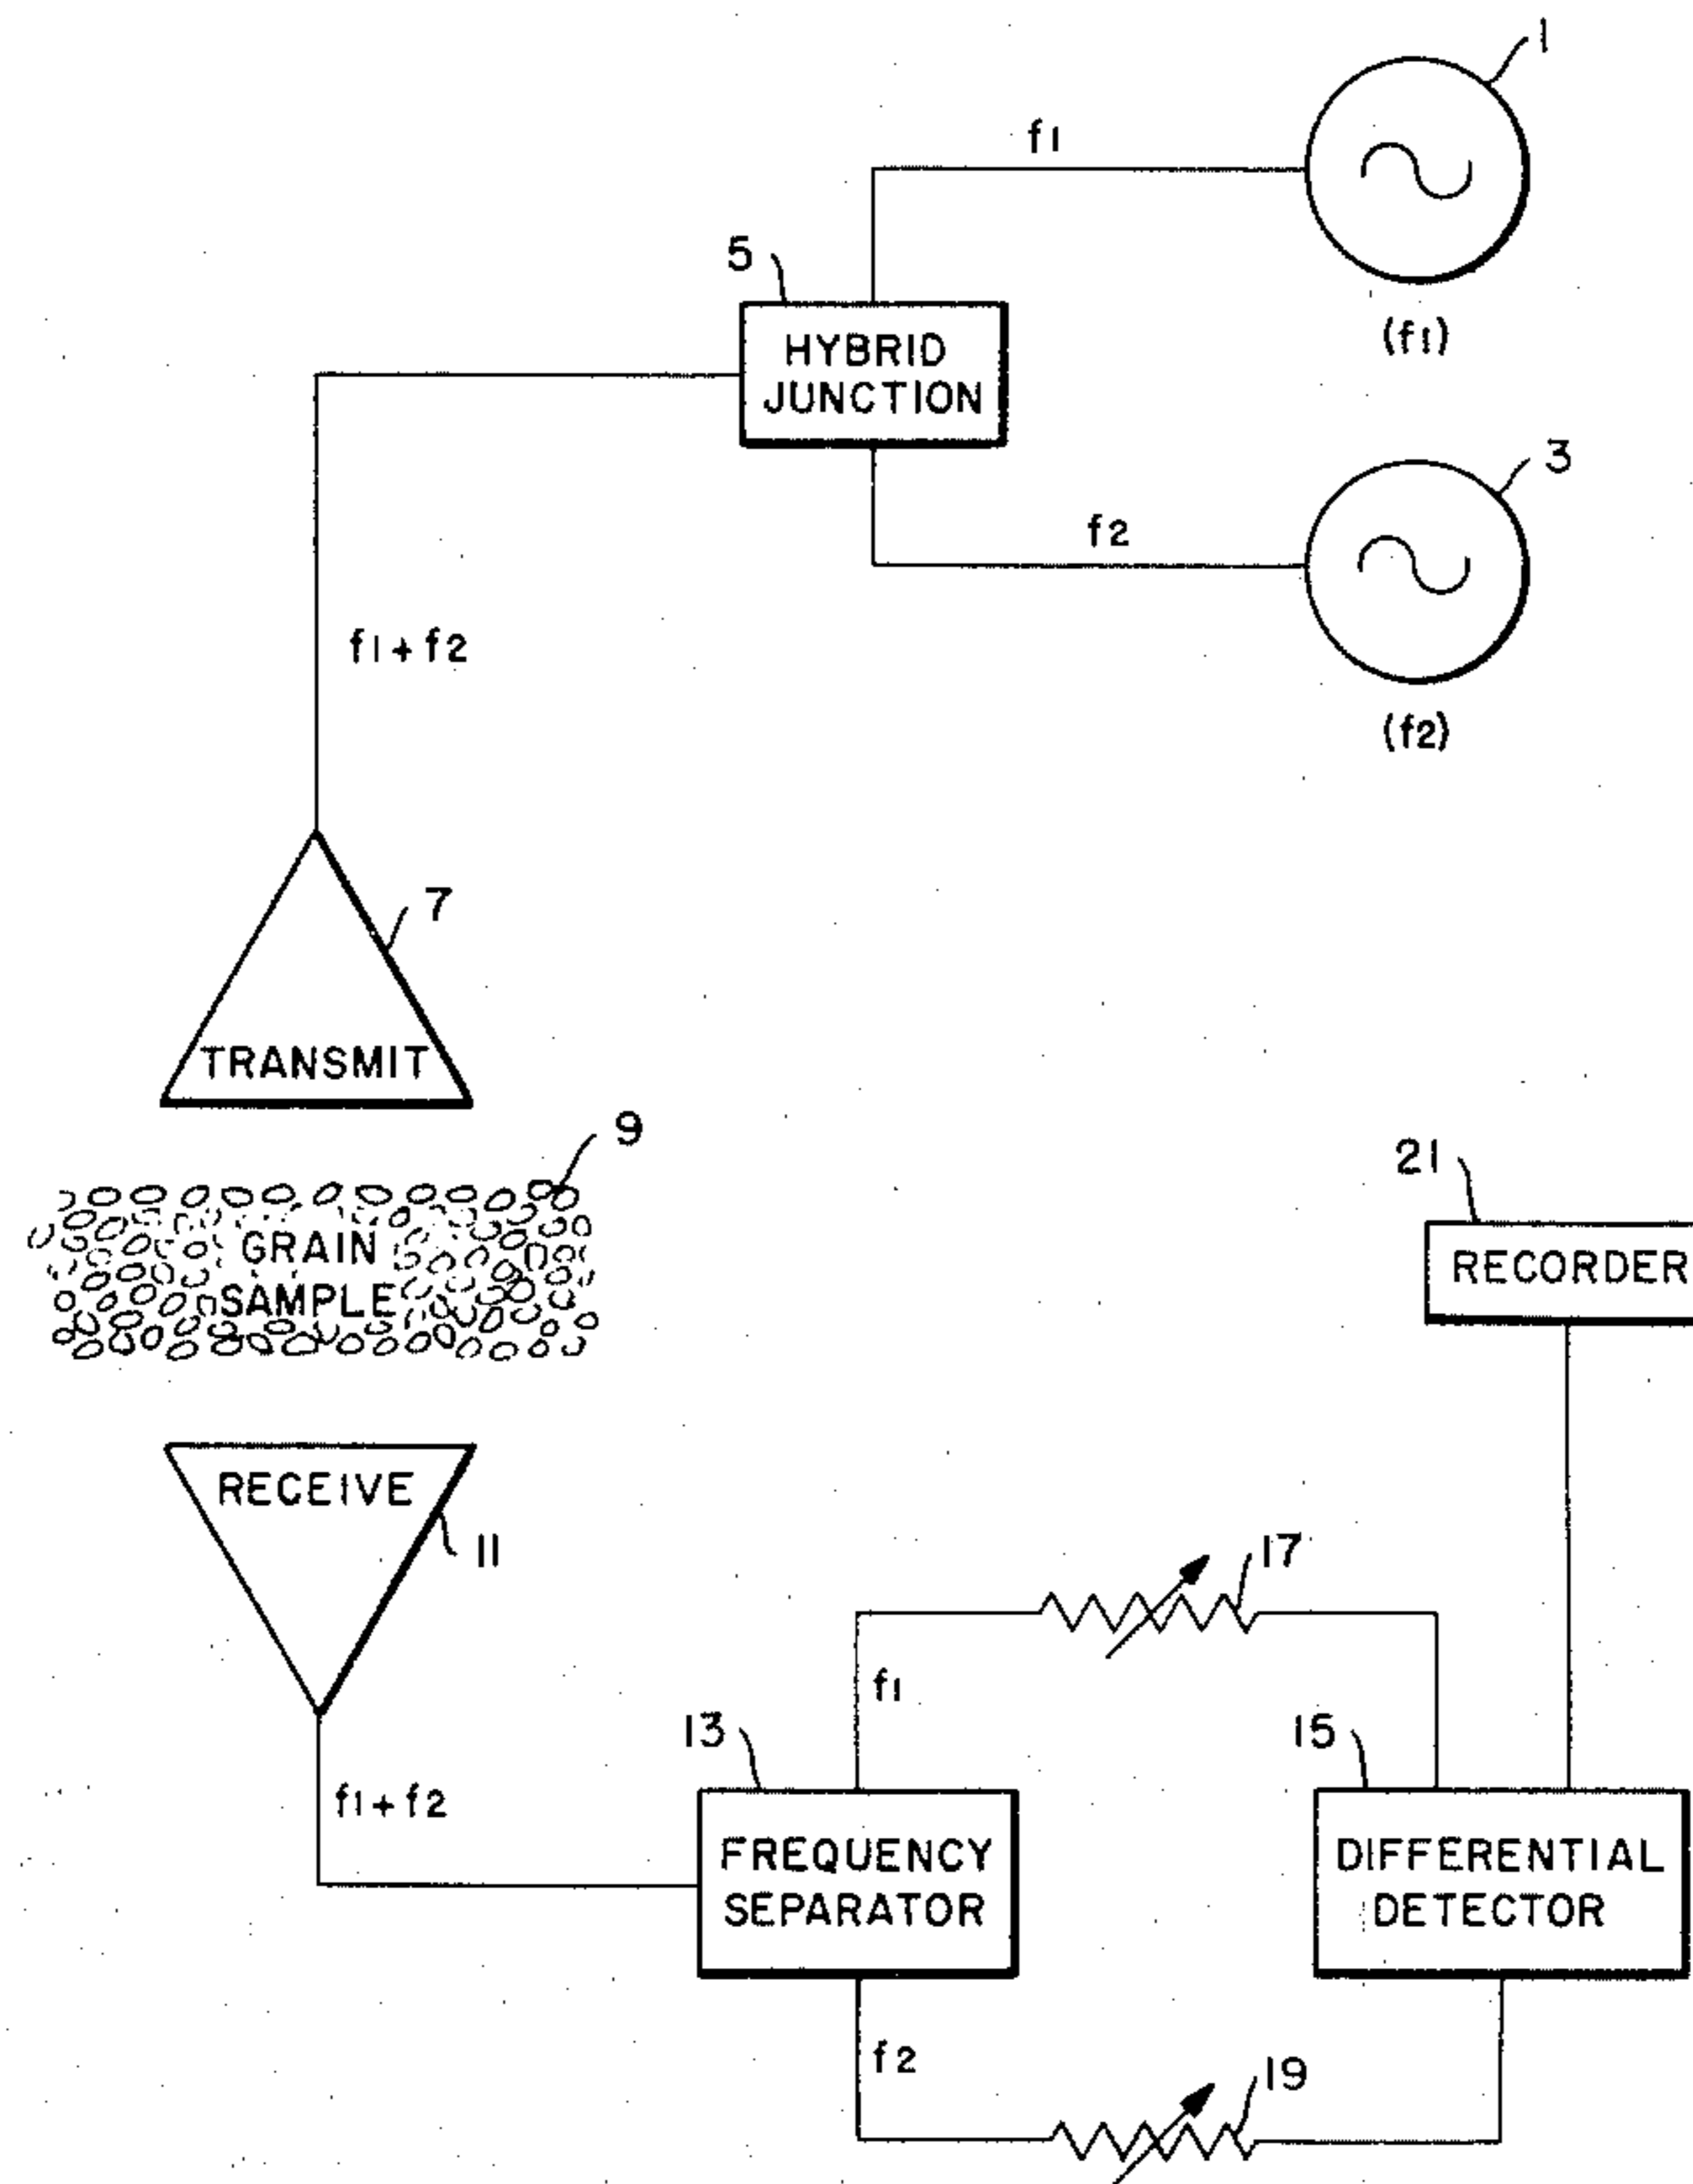 1
f1
5
HYBRID
JUNCTION
(f1)
3
f2
f1 + f2
(f2)
7
TRANSMIT
9
21
GRAIN
SAMPLE
RECORDER
RECEIVE
11
17
f1
13
15
f1 + f2
FREQUENCY
SEPARATOR
DIFFERENTIAL
DETECTOR
f2
19